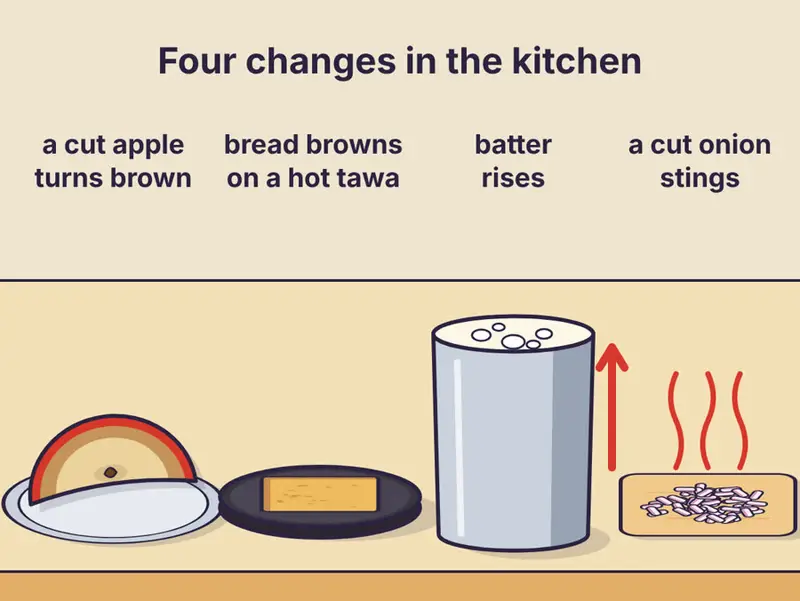 Four changes in the kitchen
a cut apple
turns brown
bread browns
on a hot tawa
batter
rises
a cut onion
stings